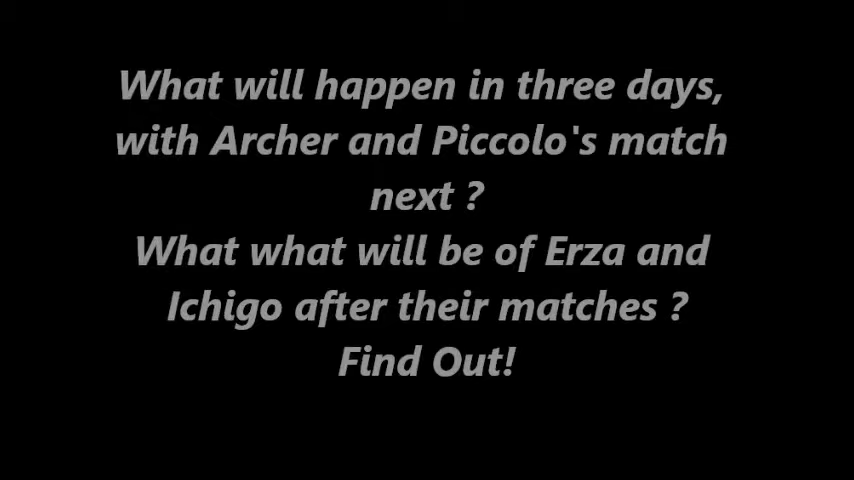 What will happen in three days,
with Archer and Piccolo's match
next ?
What what will be of Erza and
Ichigo after their matches ?
Find Out!